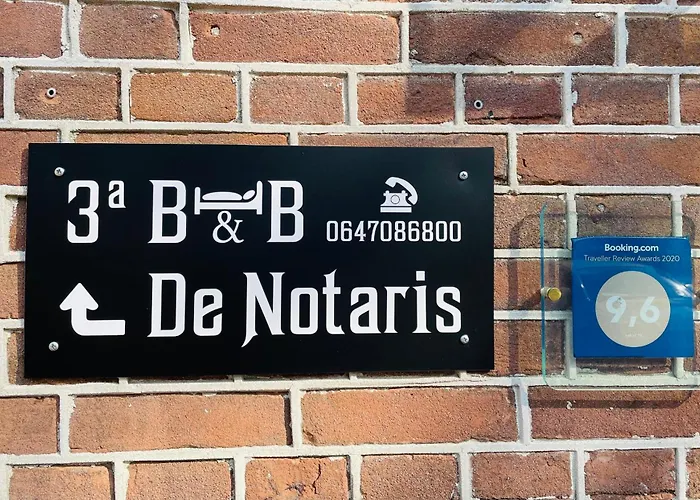 3ª B&B 0647086800
De Notaris
Booking.com
Traveller Review Awards 2020
9,6